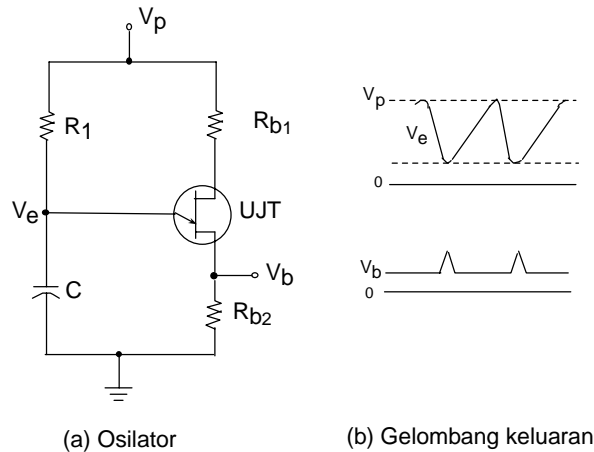 Vp
R1
Rb1
Ve
UJT
Vb
C
Rb2
(a) Osilator
Vp
Ve
0
Vb
0
(b) Gelombang keluaran